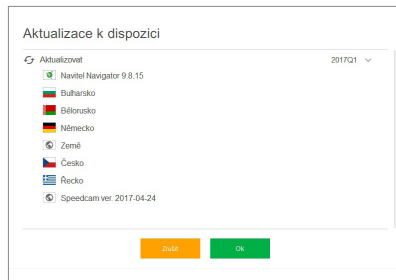 Aktualizace k dispozici
Aktualizovat 2017Q1
Navitel Navigator 9.8.15
Bulharsko
Bělorusko
Německo
Země
Česko
Řecko
Speedcam ver. 2017-04-24
Zrušit Ok